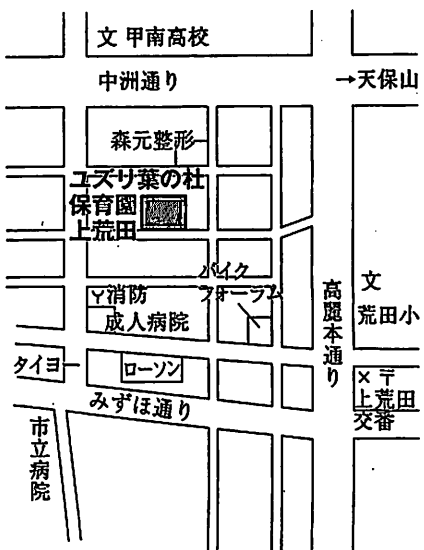 文 甲南高校
中洲通り
→天保山
森元整形
ユズリ葉の杜
保育園
上荒田
バイク
フォーラム
Y消防
成人病院
高麗本通り
文
荒田小
タイヨー
ローソン
みずほ通り
× 〒
上荒田
交番
市立病院